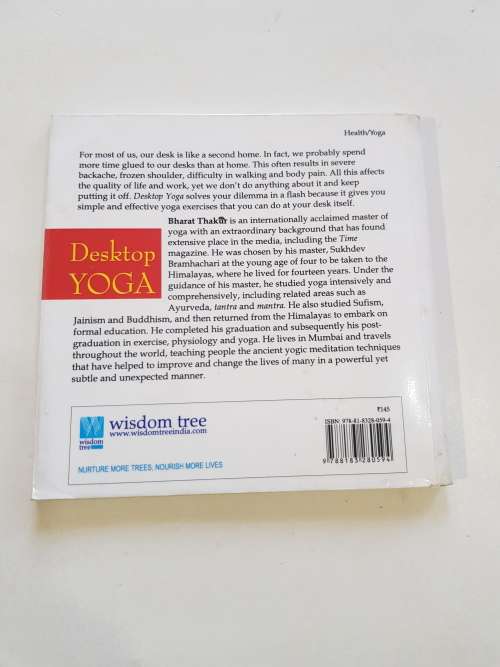 Health/Yoga
For most of us, our desk is like a second home. In fact, we probably spend
more time glued to our desks than at home. This often results in severe
backache, frozen shoulder, difficulty in walking and body pain. All this affects
the quality of life and work, yet we don't do anything about it and keep
putting it off. Desktop Yoga solves your dilemma in a flash because it gives you
simple and effective yoga exercises that you can do at your desk itself.
Desktop
YOGA
Bharat Thakur is an internationally acclaimed master of
yoga with an extraordinary background that has found
extensive place in the media, including the Time
magazine. He was chosen by his master, Sukhdev
Bramhachari at the young age of four to be taken to the
Himalayas, where he lived for fourteen years. Under the
guidance of his master, he studied yoga intensively and
comprehensively, including related areas such as
Ayurveda, tantra and mantra. He also studied Sufism,
Jainism and Buddhism, and then returned from the Himalayas to embark on
formal education. He completed his graduation and subsequently his post-
graduation in exercise, physiology and yoga. He lives in Mumbai and travels
throughout the world, teaching people the ancient yogic meditation techniques
that have helped to improve and change the lives of many in a powerful yet
subtle and unexpected manner.
₹145
ISBN: 978-81-8328-059-4
9 788183 280594
wisdom
tree
wisdom tree
www.wisdomtreeindia.com
NURTURE MORE TREES, NOURISH MORE LIVES